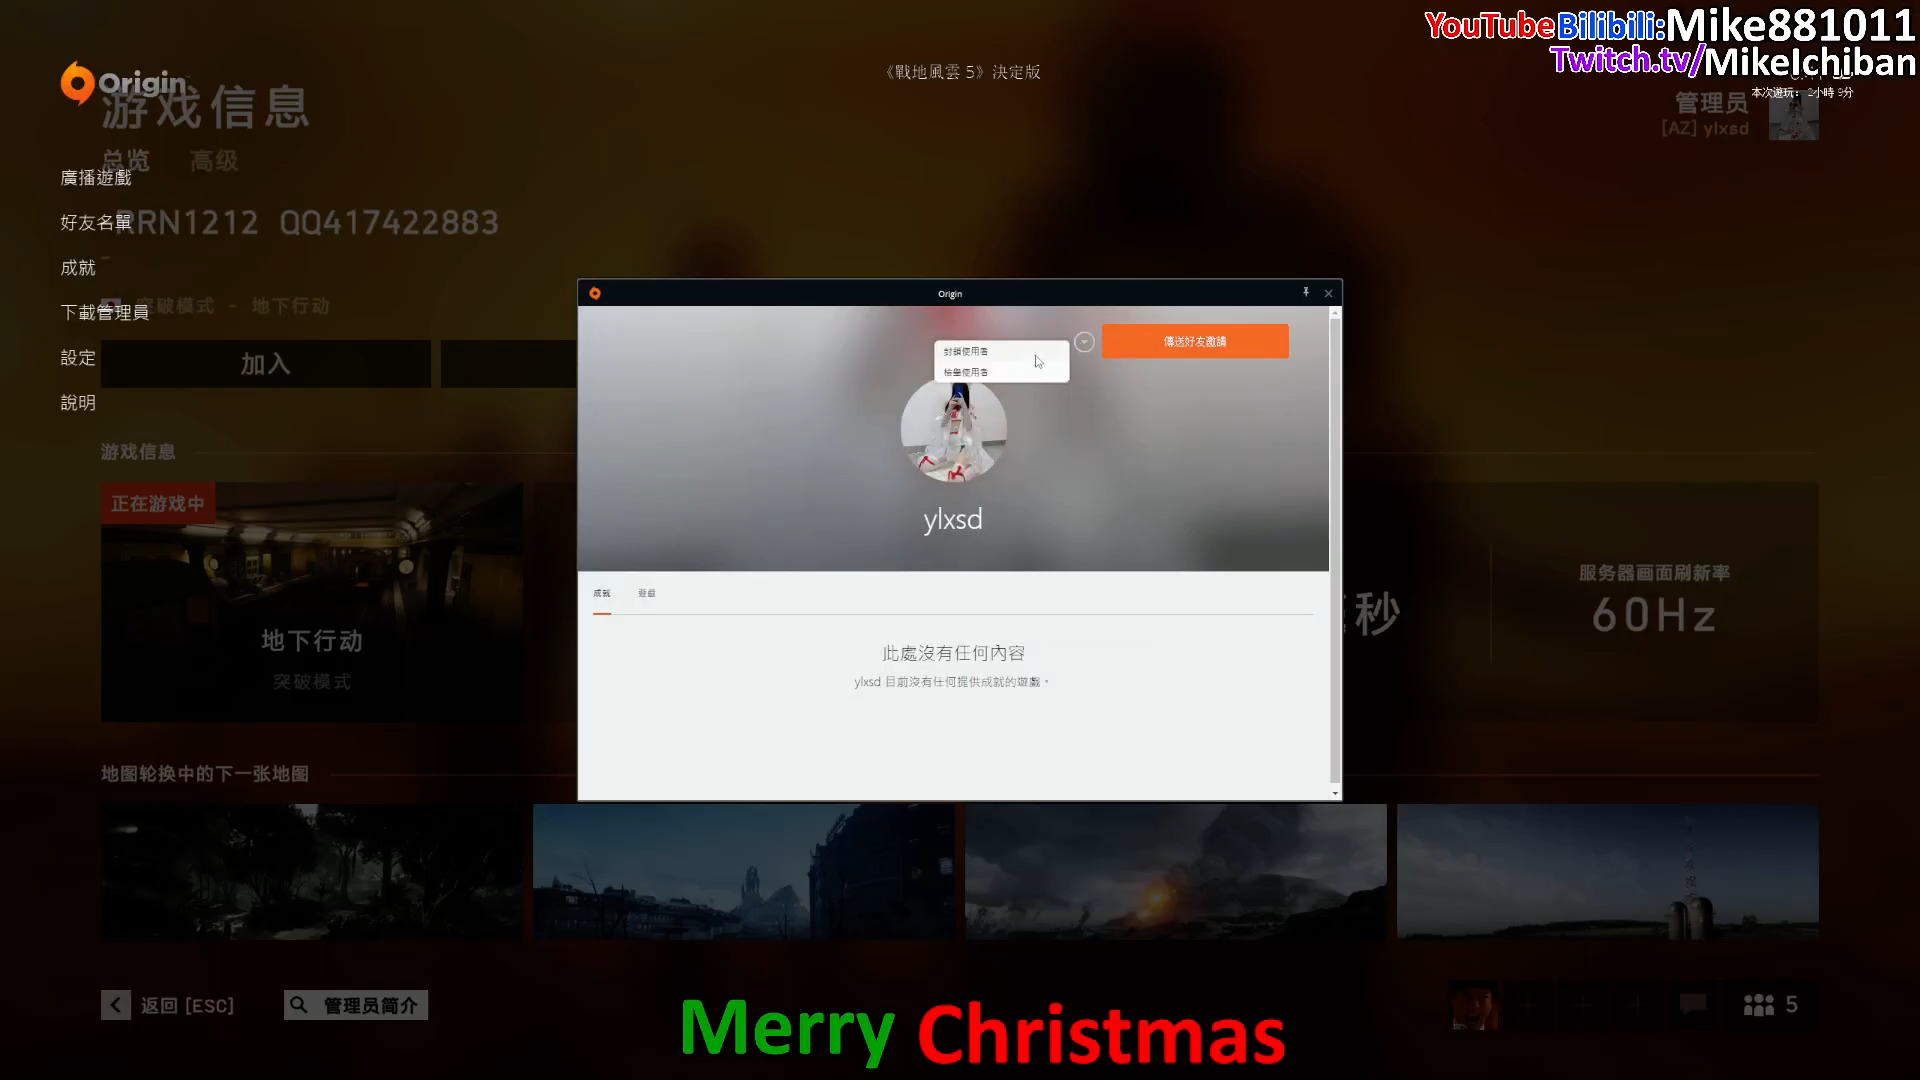 YouTube Bilibili:Mike881011
Twitch.tv/MikeIchiban
《戰地風雲 5》決定版
本次遊玩： 2小時 9分
Origin
游戏信息
管理员
[AZ] ylxsd
总览 高级
廣播遊戲
RRN1212 QQ417422883
好友名單
成就
突破模式 - 地下行动
下載管理員
設定
加入
說明
Origin
傳送好友邀請
封鎖使用者
檢舉使用者
ylxsd
成就 遊戲
此處沒有任何內容
ylxsd 目前沒有任何提供成就的遊戲。
游戏信息
正在游戏中
地下行动
突破模式
秒
服务器画面刷新率
60Hz
地图轮换中的下一张地图
返回 [ESC]
管理员简介
5
Merry Christmas